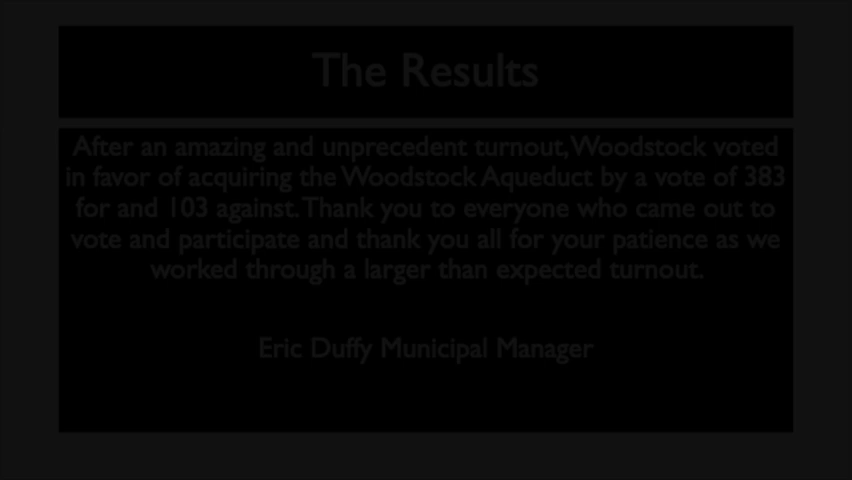 The Results
After an amazing and unprecedent turnout, Woodstock voted
in favor of acquiring the Woodstock Aqueduct by a vote of 383
for and 103 against. Thank you to everyone who came out to
vote and participate and thank you all for your patience as we
worked through a larger than expected turnout.
Eric Duffy Municipal Manager